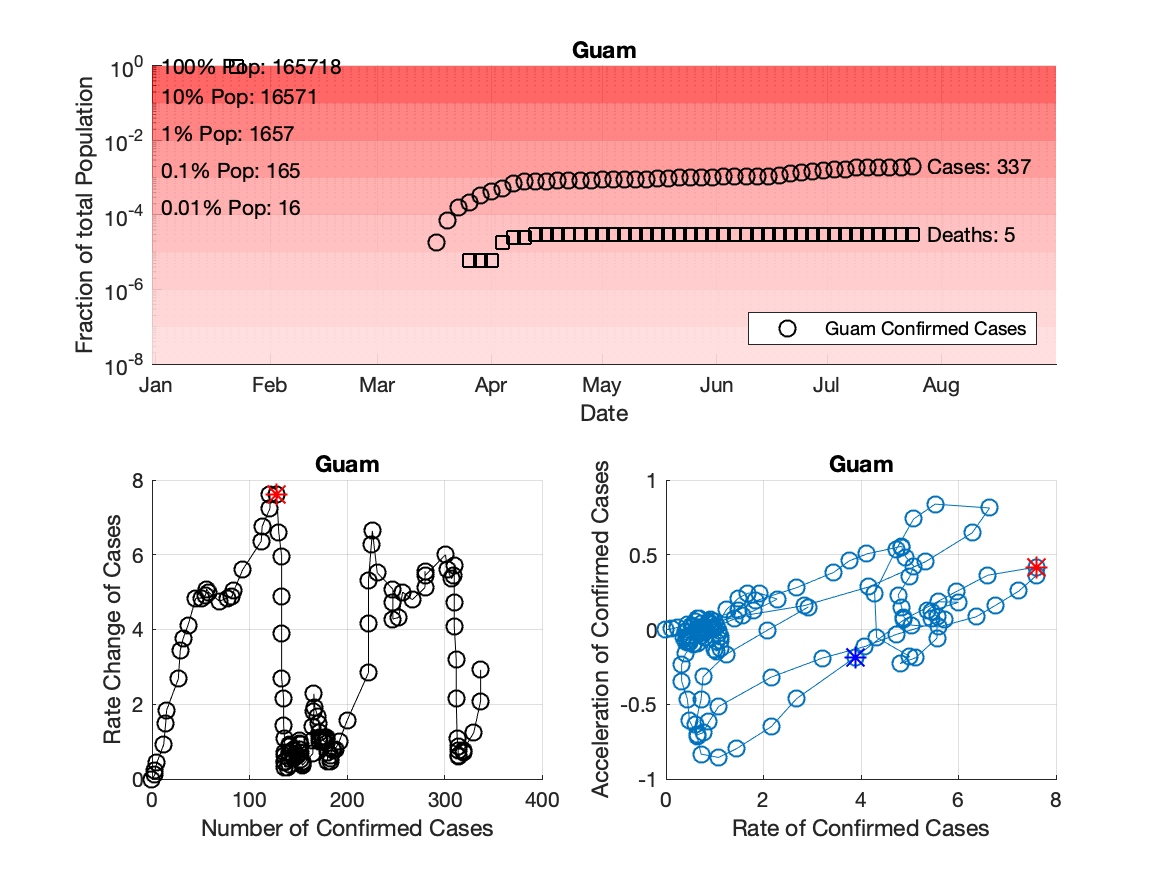 Guam
Fraction of total Population
10^0
10^-2
10^-4
10^-6
10^-8
100% Pop: 165718
10% Pop: 16571
1% Pop: 1657
0.1% Pop: 165
0.01% Pop: 16
Cases: 337
Deaths: 5
Guam Confirmed Cases
Jan Feb Mar Apr May Jun Jul Aug
Date
Guam
Rate Change of Cases
8
6
4
2
0
0 100 200 300 400
Number of Confirmed Cases
Guam
Acceleration of Confirmed Cases
1
0.5
0
-0.5
-1
0 2 4 6 8
Rate of Confirmed Cases